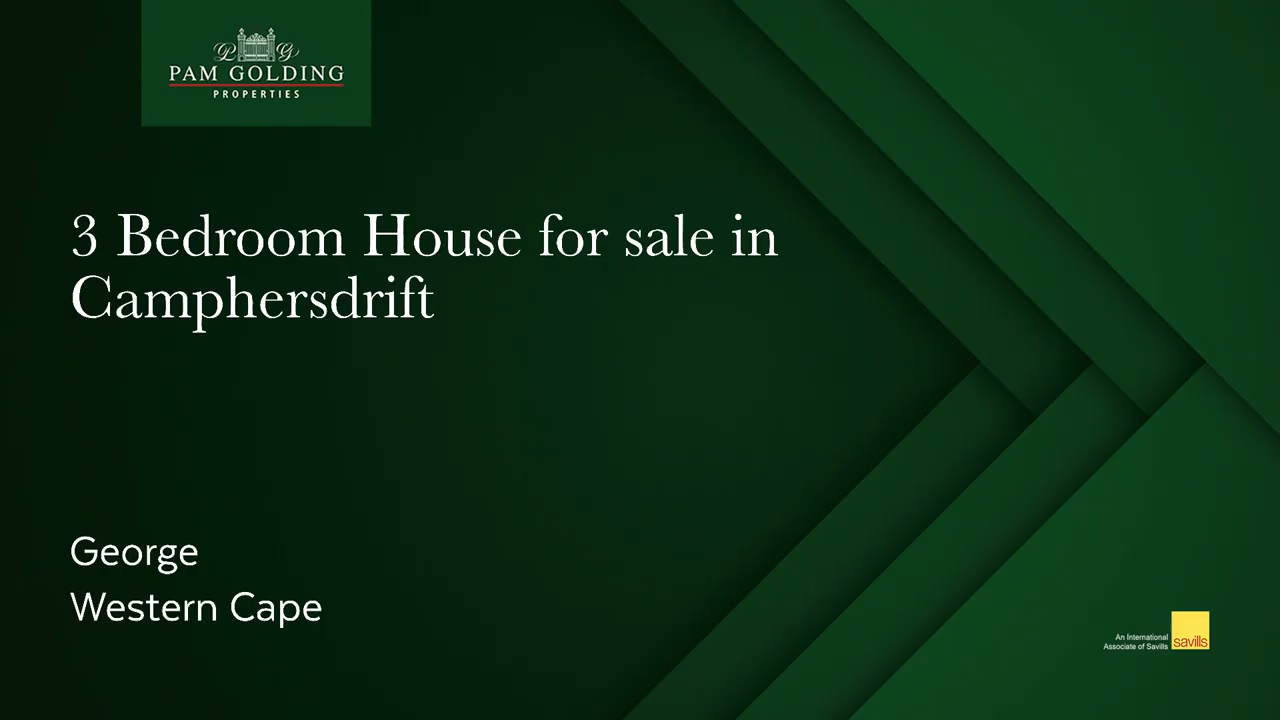 P G
PAM GOLDING
PROPERTIES
3 Bedroom House for sale in
Camphersdrift
George
Western Cape
An International
Associate of Savills
savills